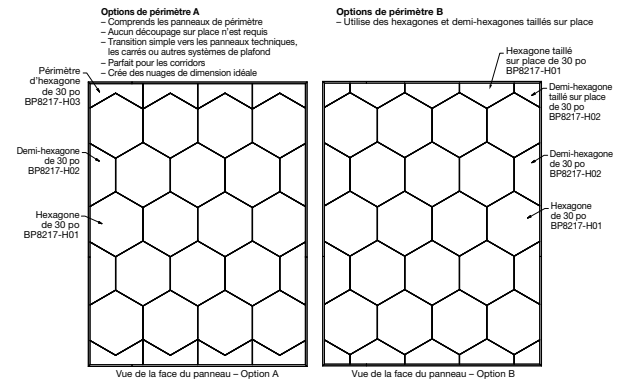 Options de périmètre A
– Comprends les panneaux de périmètre
– Aucun découpage sur place n'est requis
– Transition simple vers les panneaux techniques,
les carrés ou autres systèmes de plafond
– Parfait pour les corridors
– Crée des nuages de dimension idéale
Périmètre
d'hexagone
de 30 po
BP8217-H03
Demi-hexagone
de 30 po
BP8217-H02
Hexagone
de 30 po
BP8217-H01
Vue de la face du panneau – Option A
Options de périmètre B
– Utilise des hexagones et demi-hexagones taillés sur place
Hexagone taillé
sur place de 30 po
BP8217-H01
Demi-hexagone
taillé sur place
de 30 po
BP8217-H02
Demi-hexagone
de 30 po
BP8217-H02
Hexagone
de 30 po
BP8217-H01
Vue de la face du panneau – Option B